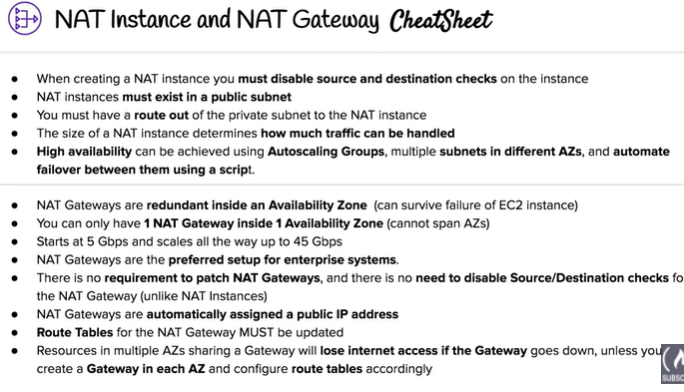 NAT Instance and NAT Gateway CheatSheet
● When creating a NAT instance you must disable source and destination checks on the instance
● NAT instances must exist in a public subnet
● You must have a route out of the private subnet to the NAT instance
● The size of a NAT instance determines how much traffic can be handled
● High availability can be achieved using Autoscaling Groups, multiple subnets in different AZs, and automate
failover between them using a script.
● NAT Gateways are redundant inside an Availability Zone (can survive failure of EC2 instance)
● You can only have 1 NAT Gateway inside 1 Availability Zone (cannot span AZs)
● Starts at 5 Gbps and scales all the way up to 45 Gbps
● NAT Gateways are the preferred setup for enterprise systems.
● There is no requirement to patch NAT Gateways, and there is no need to disable Source/Destination checks fo
the NAT Gateway (unlike NAT Instances)
● NAT Gateways are automatically assigned a public IP address
● Route Tables for the NAT Gateway MUST be updated
● Resources in multiple AZs sharing a Gateway will lose internet access if the Gateway goes down, unless you
create a Gateway in each AZ and configure route tables accordingly
SUBSC